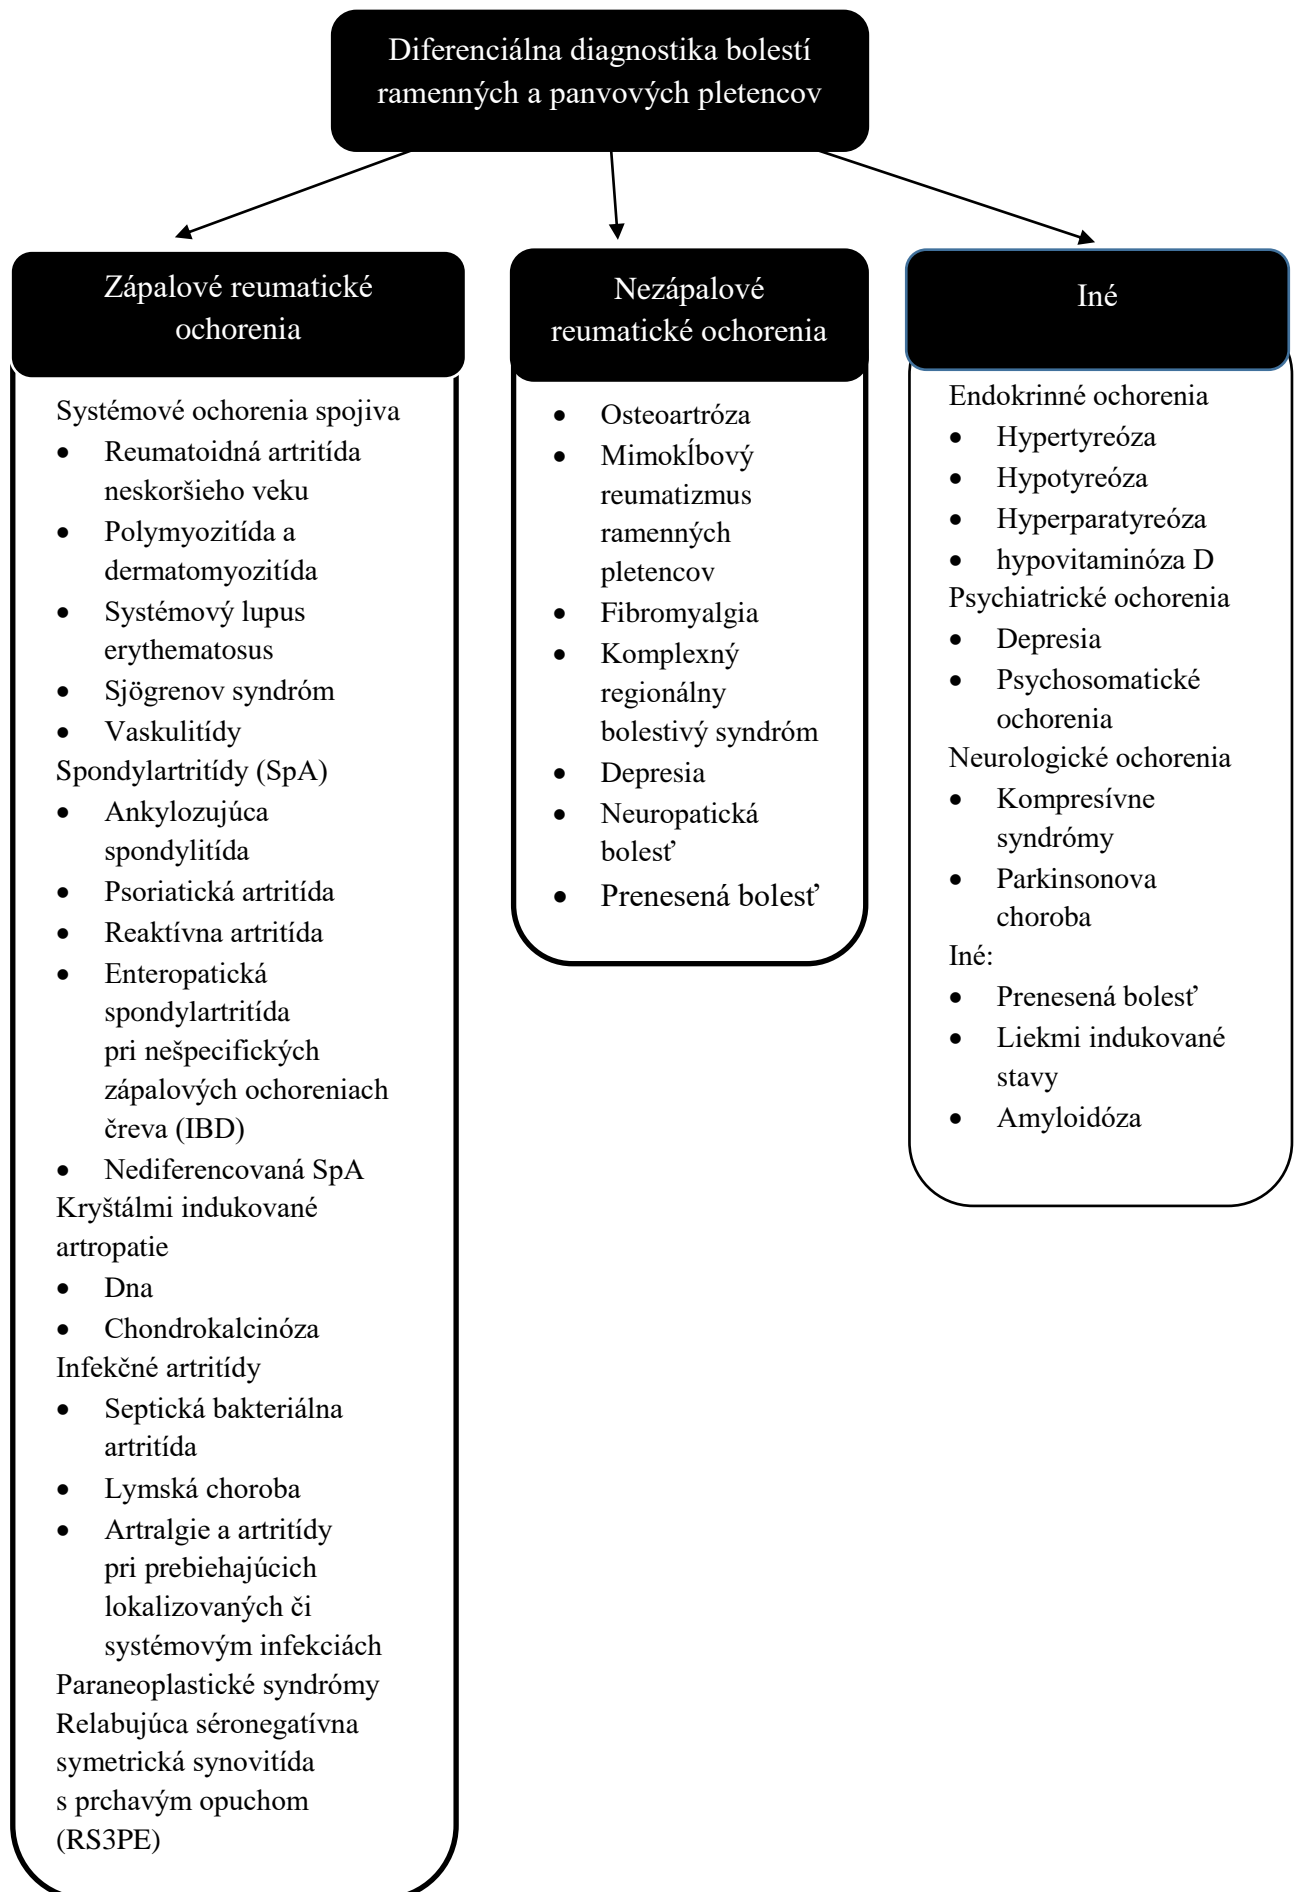 Diferenciálna diagnostika bolestí
ramenných a panvových pletencov
Zápalové reumatické
ochorenia
Systémové ochorenia spojiva
• Reumatoidná artritída
neskoršieho veku
• Polymyozitída a
dermatomyozitída
• Systémový lupus
erythematosus
• Sjögrenov syndróm
• Vaskulitídy
Spondylartritídy (SpA)
• Ankylozujúca
spondylitída
• Psoriatická artritída
• Reaktívna artritída
• Enteropatická
spondylartritída
pri nešpecifických
zápalových ochoreniach
čreva (IBD)
• Nediferencovaná SpA
Kryštálmi indukované
artropatie
• Dna
• Chondrokalcinóza
Infekčné artritídy
• Septická bakteriálna
artritída
• Lymská choroba
• Artralgie a artritídy
pri prebiehajúcich
lokalizovaných či
systémovým infekciách
Paraneoplastické syndrómy
Relabujúca séronegatívna
symetrická synovitída
s prchavým opuchom
(RS3PE)
Nezápalové
reumatické ochorenia
• Osteoartróza
• Mimokĺbový
reumatizmus
ramenných
pletencov
• Fibromyalgia
• Komplexný
regionálny
bolestivý syndróm
• Depresia
• Neuropatická
bolesť
• Prenesená bolesť
Iné
Endokrinné ochorenia
• Hypertyreóza
• Hypotyreóza
• Hyperparatyreóza
• hypovitaminóza D
Psychiatrické ochorenia
• Depresia
• Psychosomatické
ochorenia
Neurologické ochorenia
• Kompresívne
syndrómy
• Parkinsonova
choroba
Iné:
• Prenesená bolesť
• Liekmi indukované
stavy
• Amyloidóza